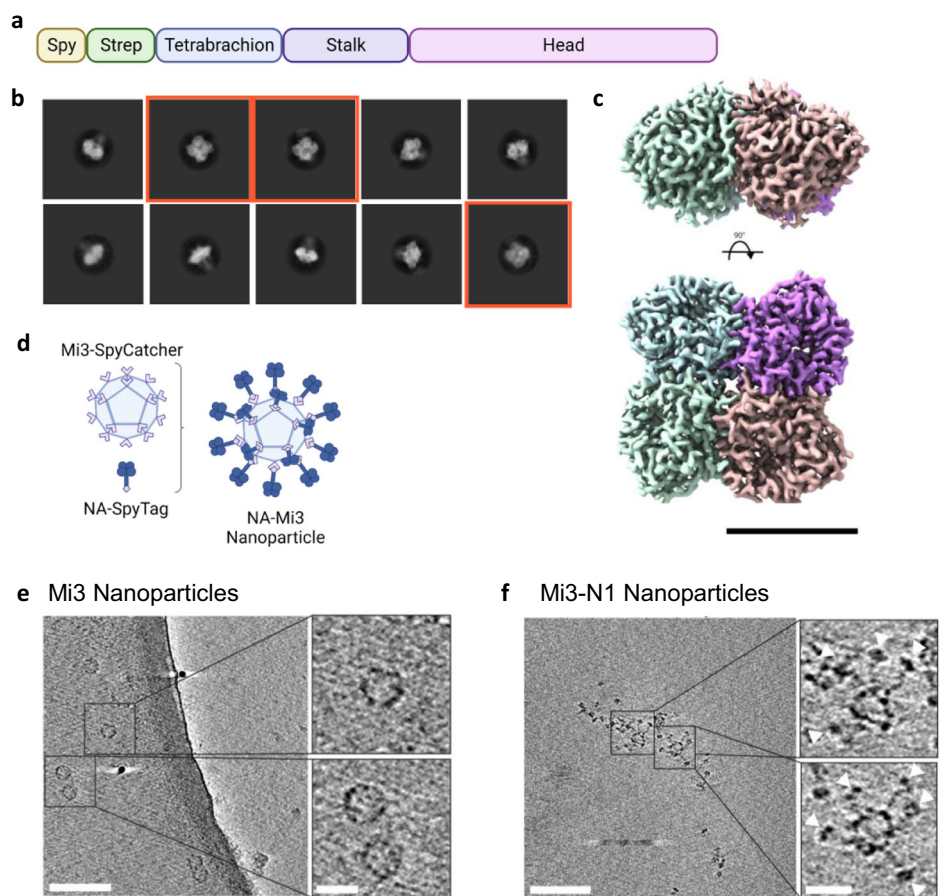 a
Spy Strep Tetrabrachion Stalk Head
b
c
90°
d
Mi3-SpyCatcher
NA-SpyTag
NA-Mi3
Nanoparticle
e Mi3 Nanoparticles
f Mi3-N1 Nanoparticles